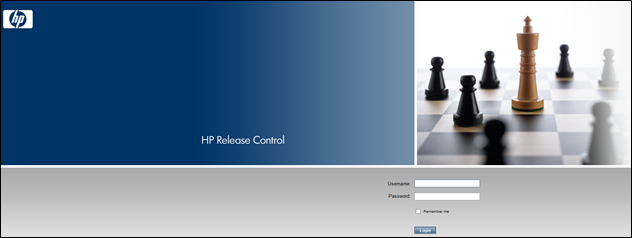 hp
HP Release Control
Username:
Password:
Remember me
Login